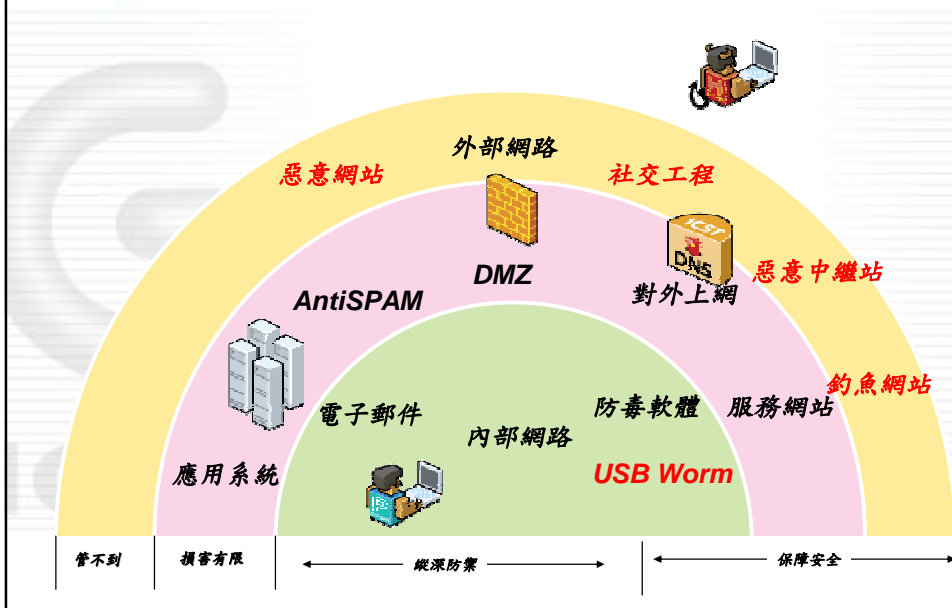 外部網路
惡意網站
社交工程
ICST
DNS
DMZ
惡意中繼站
AntiSPAM
對外上網
釣魚網站
電子郵件
防毒軟體
服務網站
內部網路
應用系統
USB Worm
管不到
損害有限
縱深防禦
保障安全